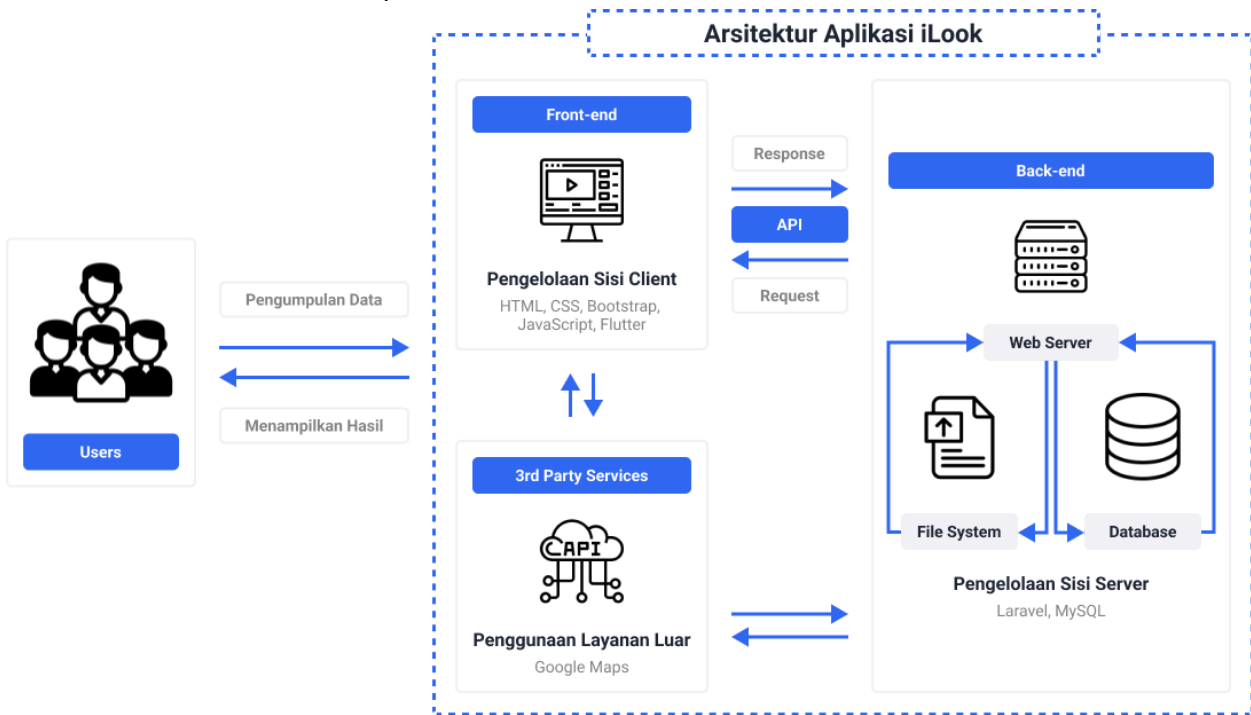 Arsitektur Aplikasi iLook
Users
Pengumpulan Data
Menampilkan Hasil
Front-end
Pengelolaan Sisi Client
HTML, CSS, Bootstrap,
JavaScript, Flutter
Response
API
Request
3rd Party Services
API
Penggunaan Layanan Luar
Google Maps
Back-end
Web Server
File System
Database
Pengelolaan Sisi Server
Laravel, MySQL